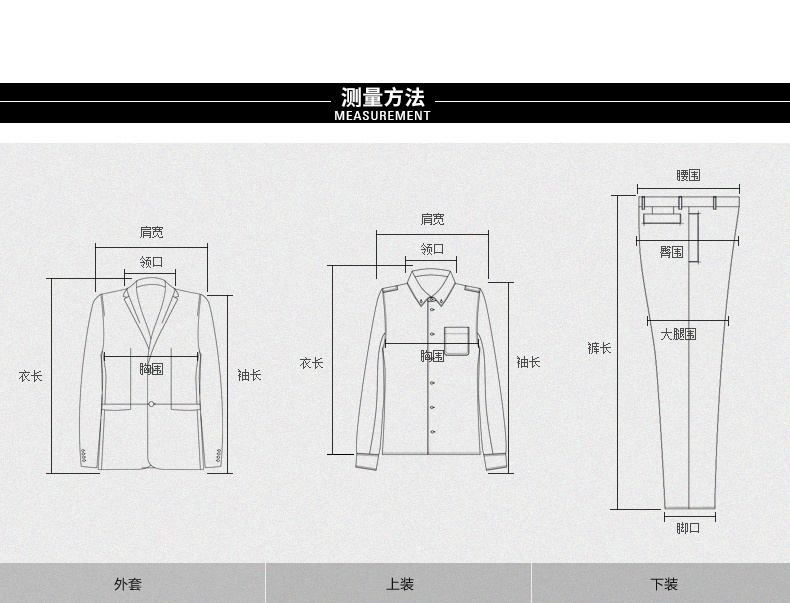 测量方法
MEASUREMENT
肩宽
领口
衣长
胸围
袖长
肩宽
领口
衣长
胸围
袖长
腰围
臀围
大腿围
裤长
脚口
外套
上装
下装